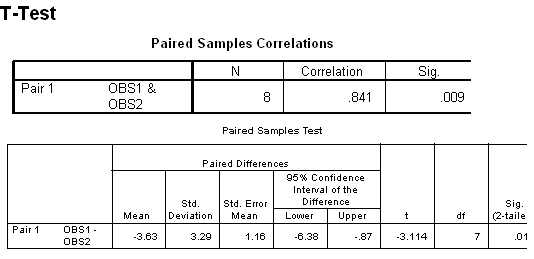 T-Test
Paired Samples Correlations
N Correlation Sig.
Pair 1 OBS1 & OBS2 8 .841 .009
Paired Samples Test
Paired Differences
95% Confidence Interval of the Difference
Mean Std. Deviation Std. Error Mean Lower Upper t df Sig. (2-taile
Pair 1 OBS1 - OBS2 -3.63 3.29 1.16 -6.38 -.87 -3.114 7 .01